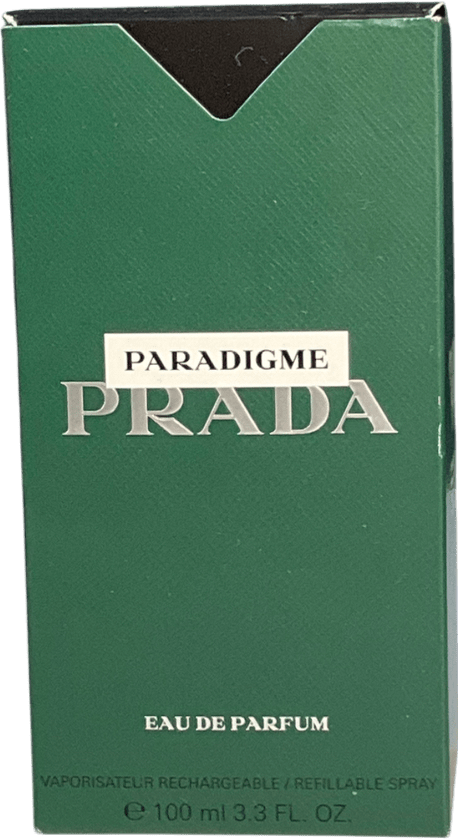 PARADIGME
PRADA
EAU DE PARFUM
VAPORISATEUR RECHARGEABLE / REFILLABLE SPRAY
℮ 100 ml 3.3 FL. OZ.